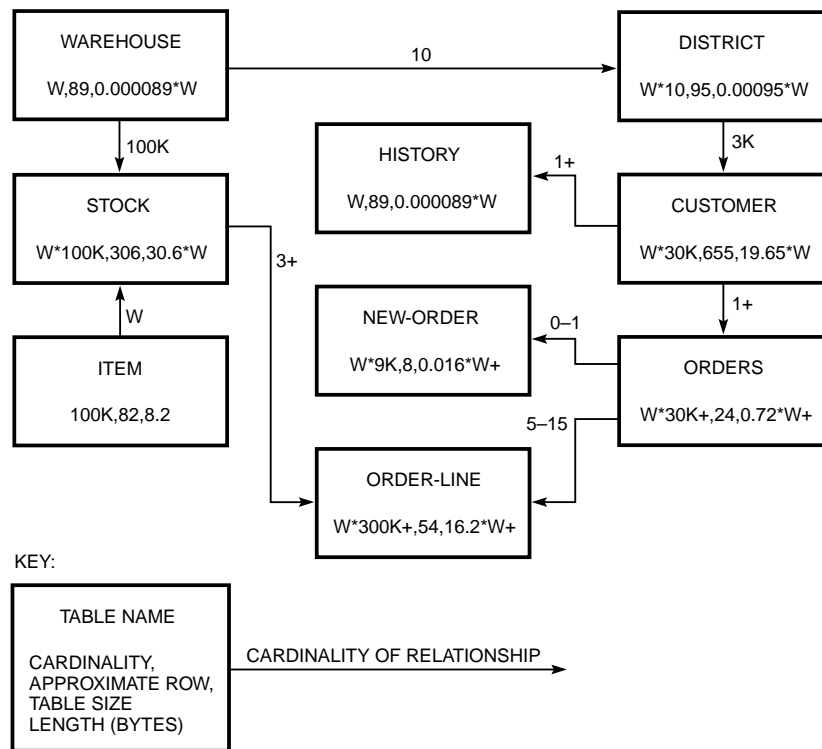 WAREHOUSE
W,89,0.000089*W
10
DISTRICT
W*10,95,0.00095*W
100K
3K
HISTORY
W,89,0.000089*W
1+
STOCK
W*100K,306,30.6*W
CUSTOMER
W*30K,655,19.65*W
3+
W
1+
NEW-ORDER
W*9K,8,0.016*W+
0–1
ITEM
100K,82,8.2
ORDERS
W*30K+,24,0.72*W+
5–15
ORDER-LINE
W*300K+,54,16.2*W+
KEY:
TABLE NAME
CARDINALITY,
APPROXIMATE ROW,
TABLE SIZE
LENGTH (BYTES)
CARDINALITY OF RELATIONSHIP